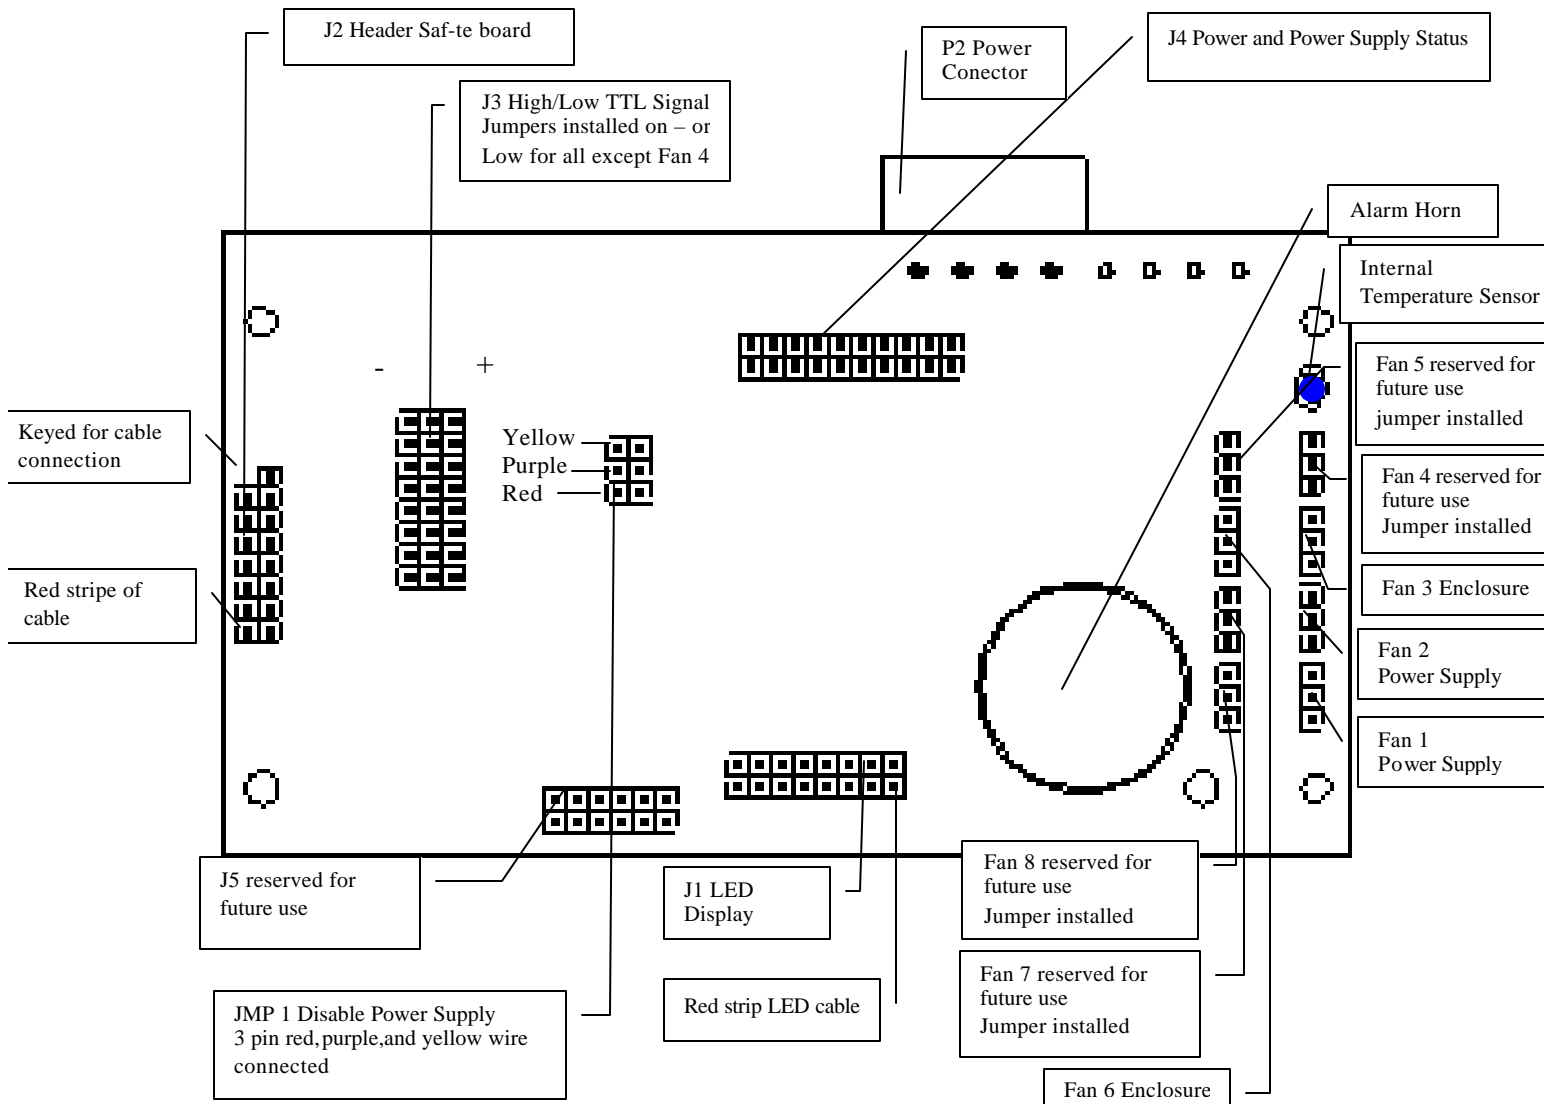 J2 Header Saf-te board
P2 Power
Conector
J4 Power and Power Supply Status
J3 High/Low TTL Signal
Jumpers installed on – or
Low for all except Fan 4
Alarm Horn
Internal
Temperature Sensor
-
+
Fan 5 reserved for
future use
jumper installed
Keyed for cable
connection
Yellow
Purple
Red
Fan 4 reserved for
future use
Jumper installed
Red stripe of
cable
Fan 3 Enclosure
Fan 2
Power Supply
Fan 1
Power Supply
J5 reserved for
future use
J1 LED
Display
Fan 8 reserved for
future use
Jumper installed
JMP 1 Disable Power Supply
3 pin red,purple,and yellow wire
connected
Red strip LED cable
Fan 7 reserved for
future use
Jumper installed
Fan 6 Enclosure